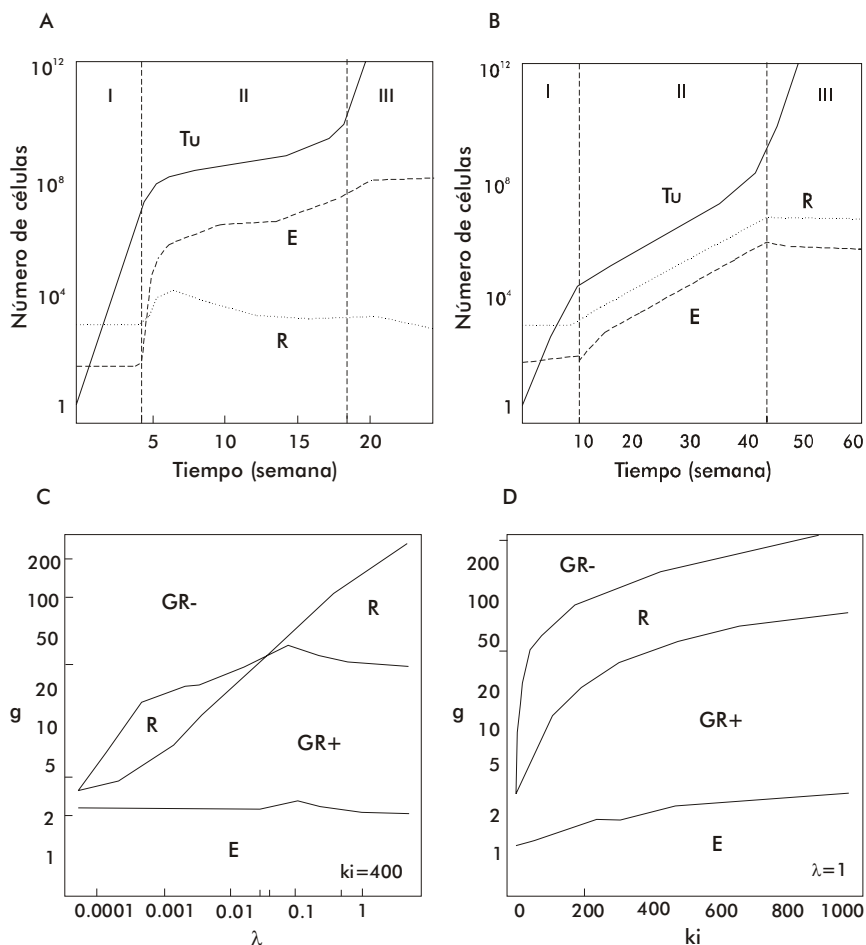 A
Número de células
10¹²
10⁸
10⁴
1
I
II
III
Tu
E
R
5
10
15
20
Tiempo (semana)
B
Número de células
10¹²
10⁸
10⁴
1
I
II
III
Tu
R
E
10
20
30
40
50
60
Tiempo (semana)
C
g
200
100
50
20
10
5
2
1
GR-
R
R
GR+
E
ki=400
0.0001
0.001
0.01
0.1
1
λ
D
g
200
100
50
20
10
5
2
1
GR-
R
GR+
E
λ=1
0
200
400
600
800
1000
ki